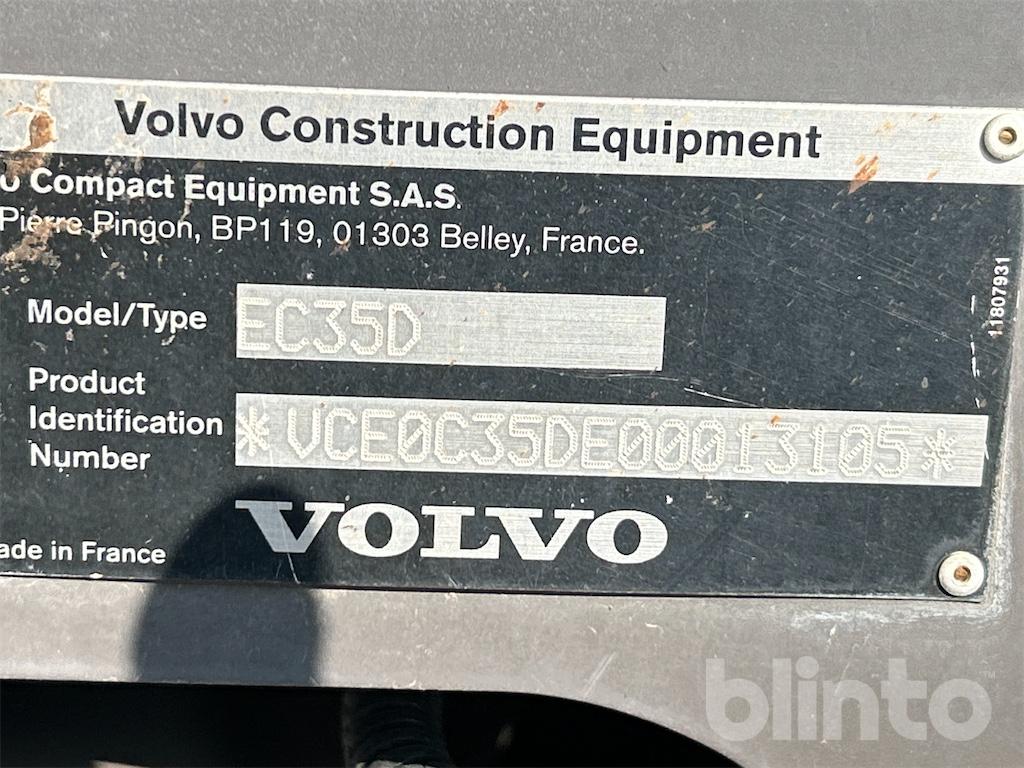 Volvo Construction Equipment
o Compact Equipment S.A.S.
Pierre Pingon, BP119, 01303 Belley, France.
Model/Type EC35D
Product
Identification
Number
*VCE0C35DE00013105*
VOLVO
ade in France
11807931
blinto™